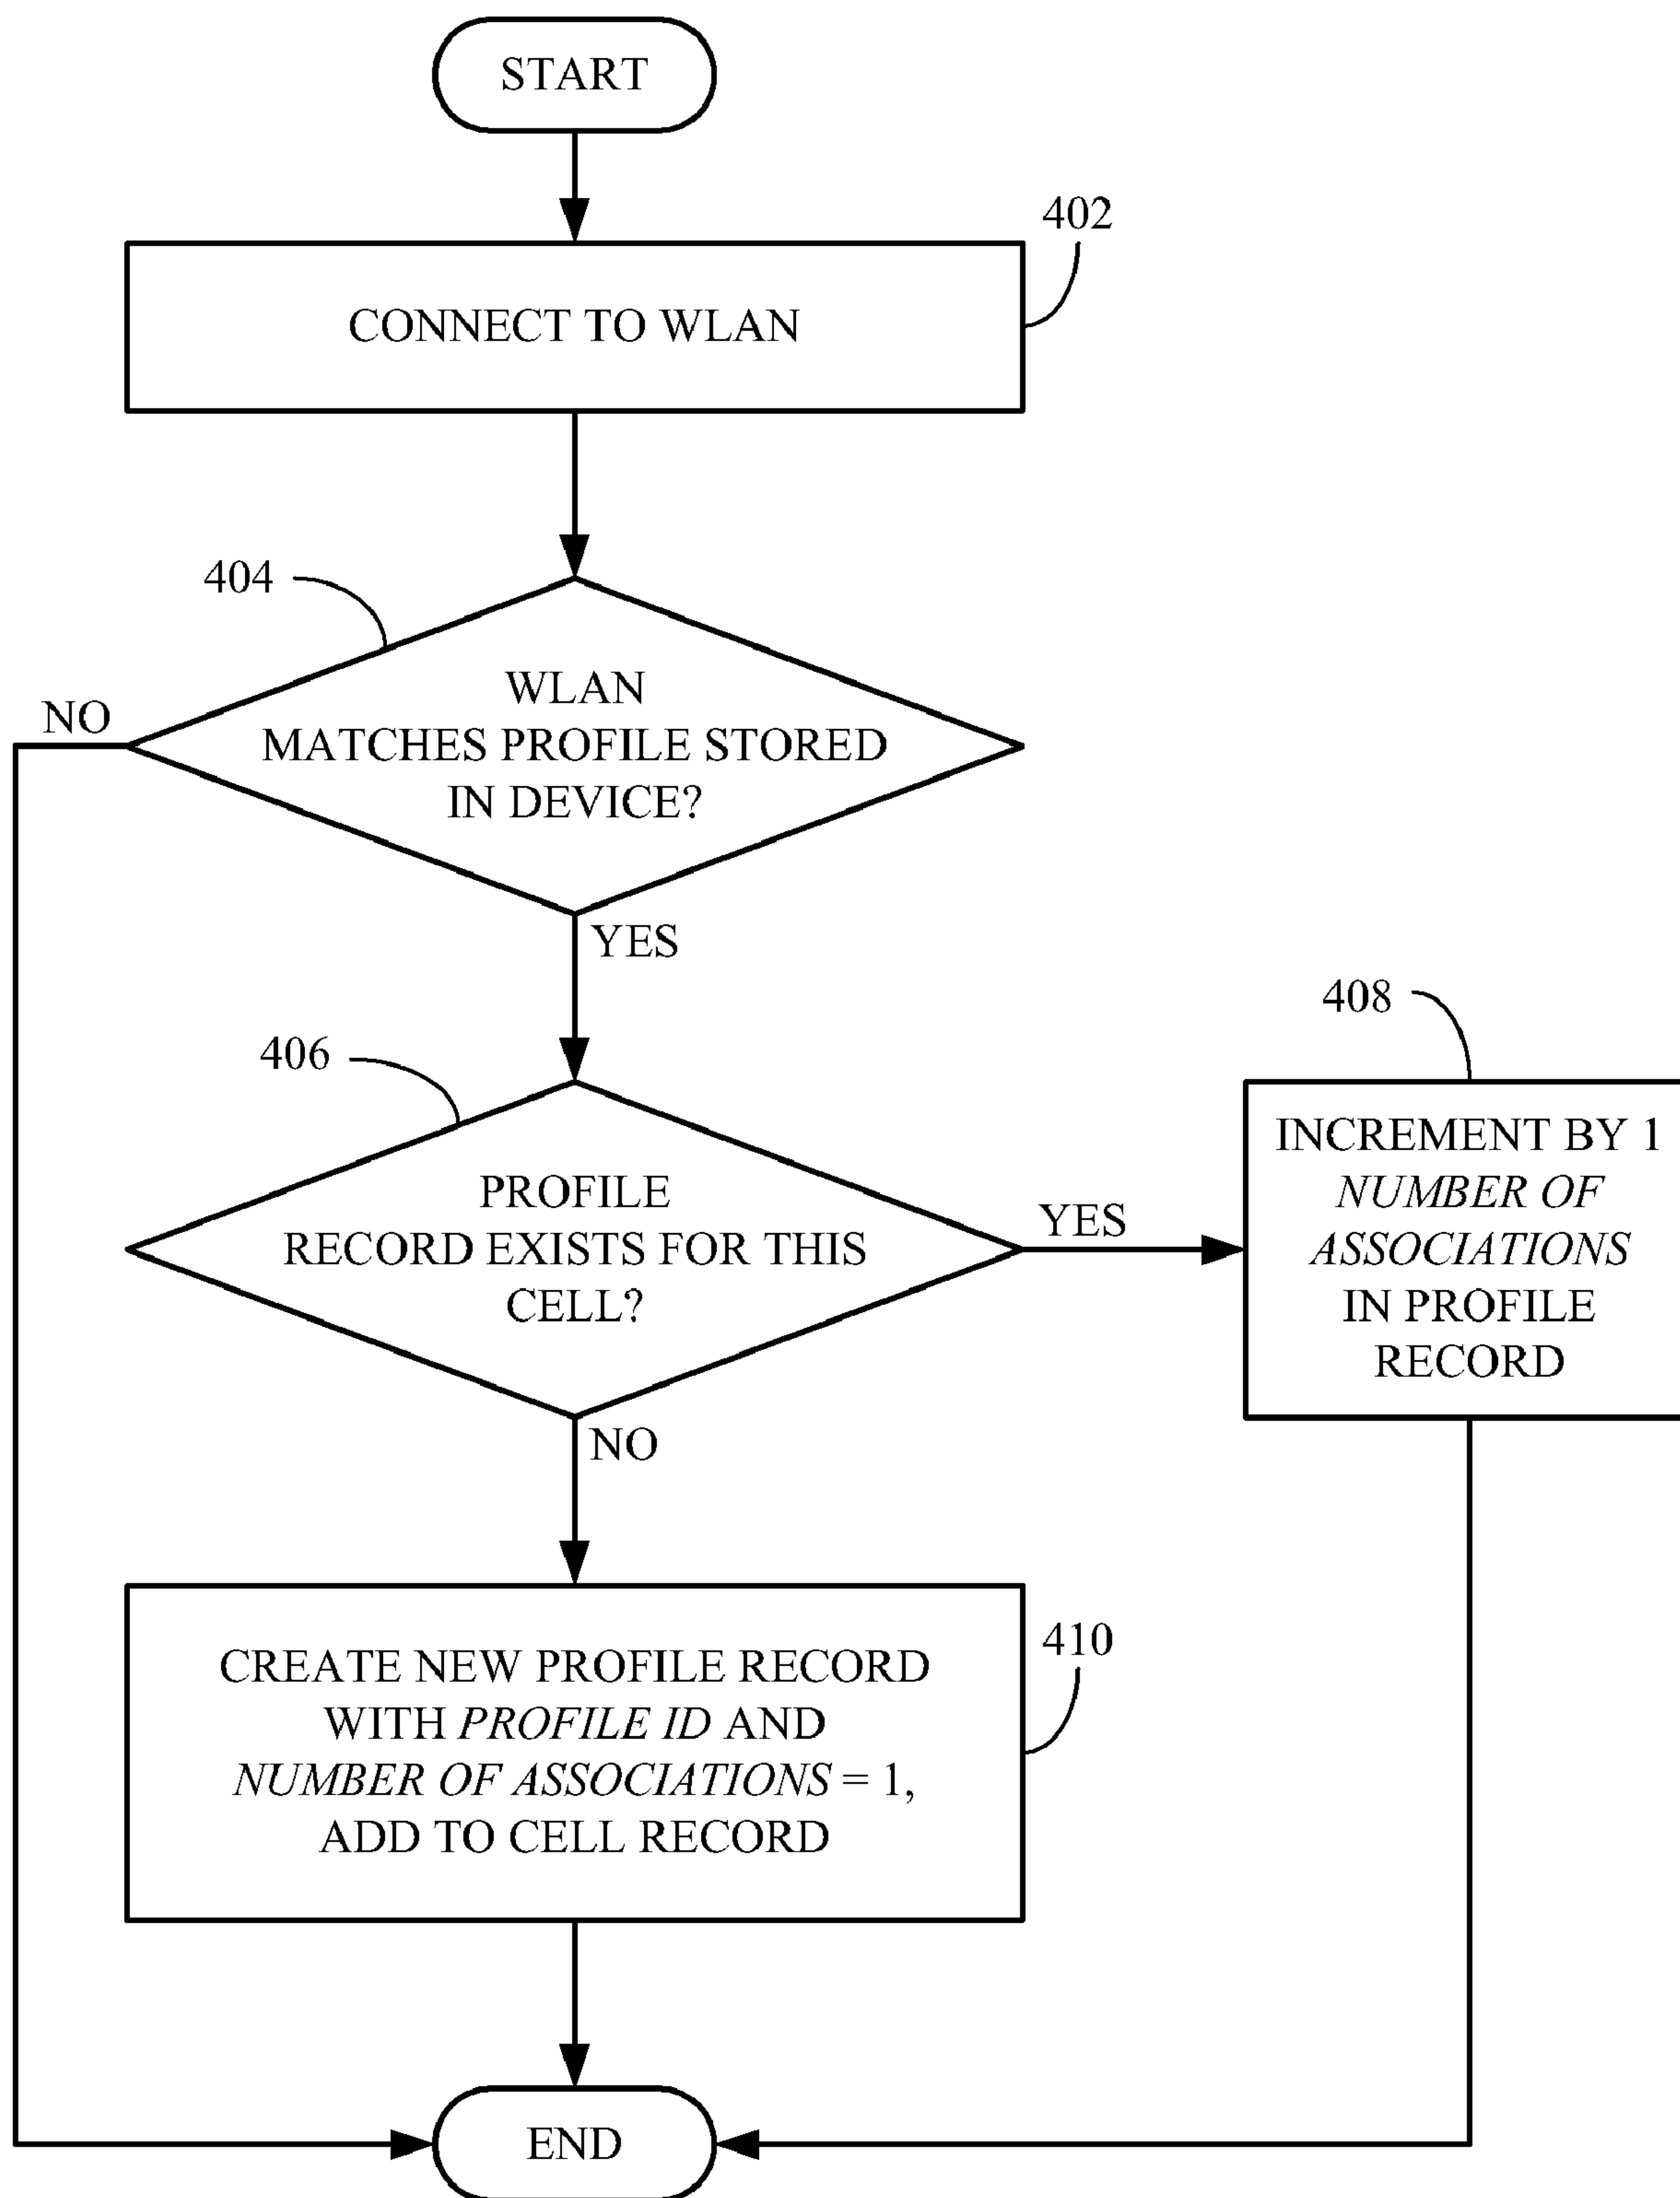 START
402
CONNECT TO WLAN
404
WLAN
MATCHES PROFILE STORED
IN DEVICE?
NO
YES
406
PROFILE
RECORD EXISTS FOR THIS
CELL?
YES
408
INCREMENT BY 1
NUMBER OF
ASSOCIATIONS
IN PROFILE
RECORD
NO
410
CREATE NEW PROFILE RECORD
WITH PROFILE ID AND
NUMBER OF ASSOCIATIONS = 1,
ADD TO CELL RECORD
END